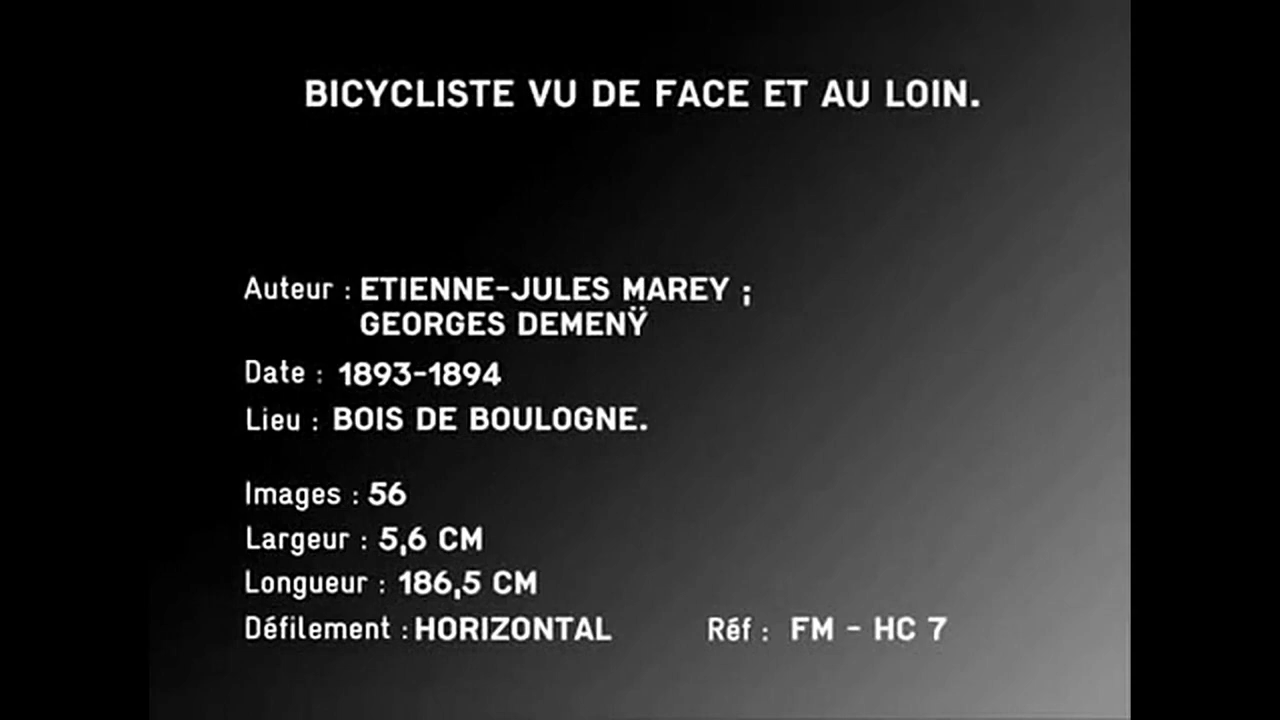 BICYCLISTE VU DE FACE ET AU LOIN.
Auteur : ETIENNE-JULES MAREY ;
GEORGES DEMENŸ
Date : 1893-1894
Lieu : BOIS DE BOULOGNE.
Images : 56
Largeur : 5,6 CM
Longueur : 186,5 CM
Défilement : HORIZONTAL Réf : FM - HC 7